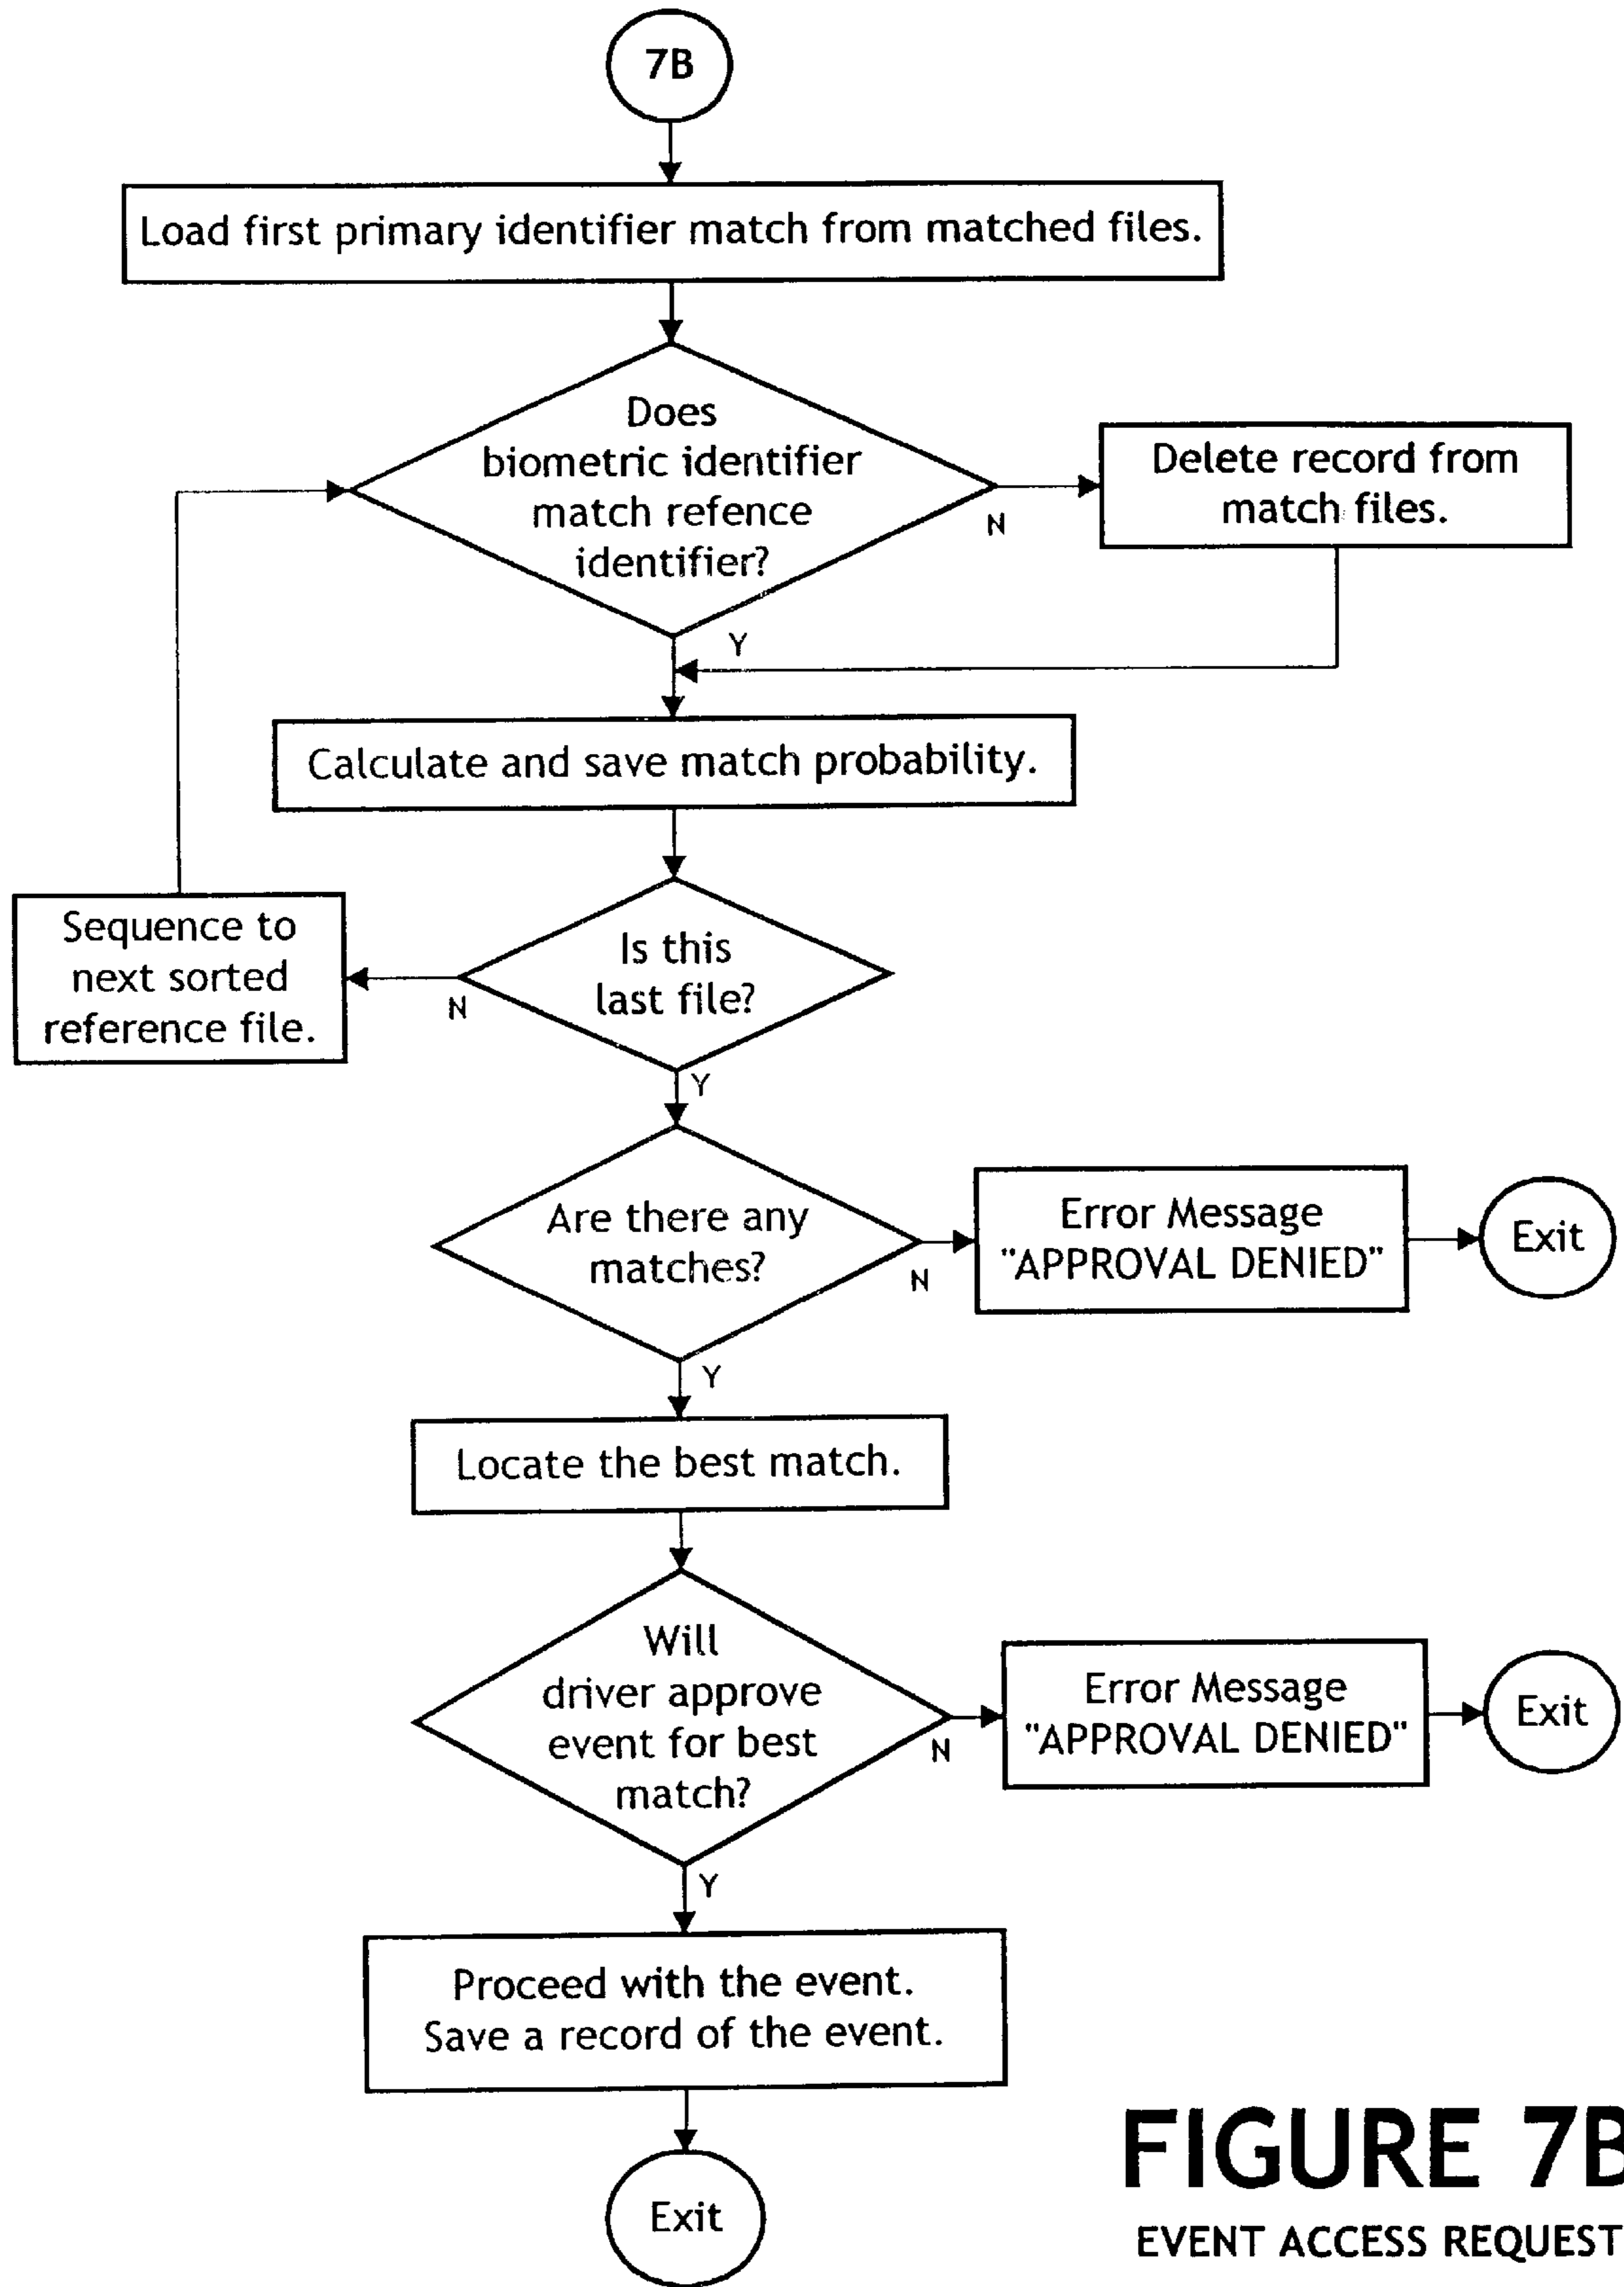 7B
Load first primary identifier match from matched files.
Does
biometric identifier
match refence
identifier?
N
Delete record from
match files.
Y
Calculate and save match probability.
Sequence to
next sorted
reference file.
N
Is this
last file?
Y
Are there any
matches?
N
Error Message
"APPROVAL DENIED"
Exit
Y
Locate the best match.
Will
driver approve
event for best
match?
N
Error Message
"APPROVAL DENIED"
Exit
Y
Proceed with the event.
Save a record of the event.
Exit
FIGURE 7B
EVENT ACCESS REQUEST